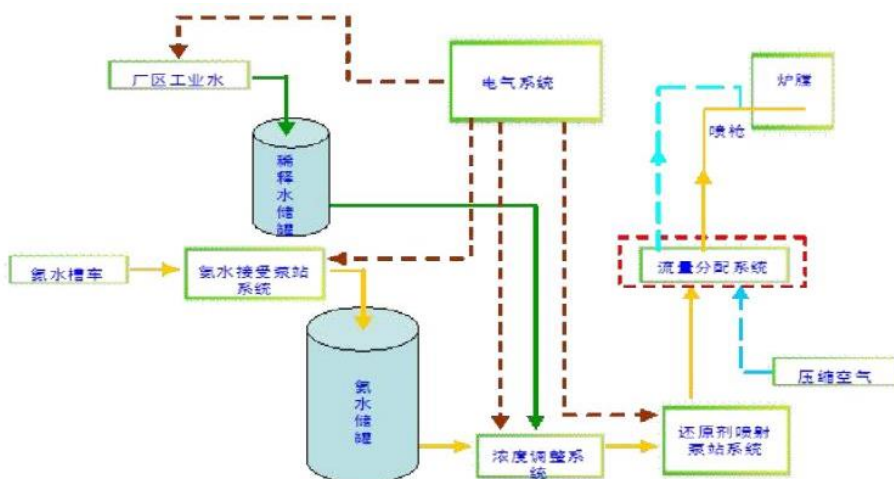 厂区工业水
电气系统
炉膛
喷枪
稀释水储罐
氨水槽车
氨水接受泵站
系统
流量分配系统
压缩空气
氨水储罐
浓度调整系
统
还原剂喷射
泵站系统